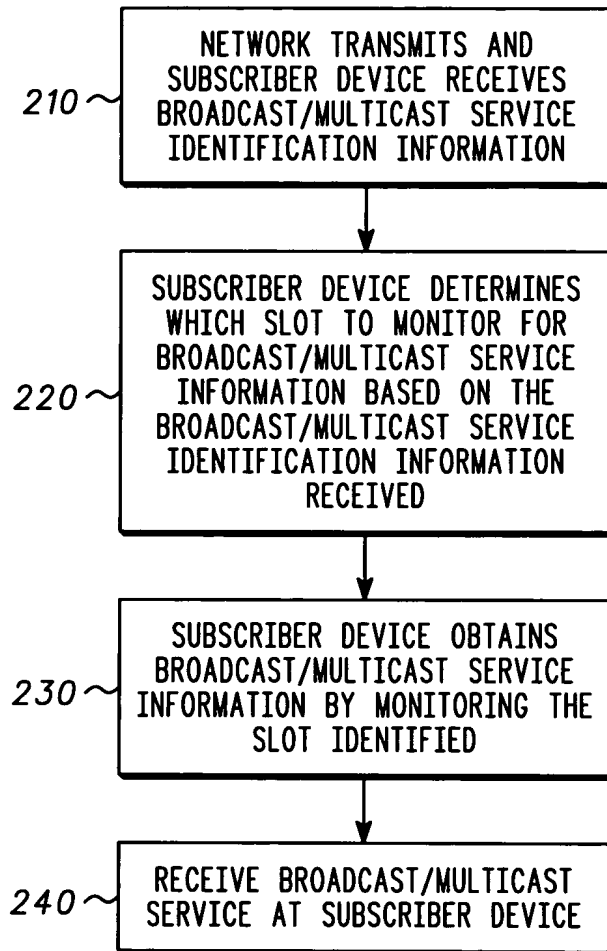 NETWORK TRANSMITS AND
SUBSCRIBER DEVICE RECEIVES
210
BROADCAST/MULTICAST SERVICE
IDENTIFICATION INFORMATION
SUBSCRIBER DEVICE DETERMINES
WHICH SLOT TO MONITOR FOR
BROADCAST/MULTICAST SERVICE
220
INFORMATION BASED ON THE
BROADCAST/MULTICAST SERVICE
IDENTIFICATION INFORMATION
RECEIVED
SUBSCRIBER DEVICE OBTAINS
BROADCAST/MULTICAST SERVICE
230
INFORMATION BY MONITORING THE
SLOT IDENTIFIED
RECEIVE BROADCAST/MULTICAST
240
SERVICE AT SUBSCRIBER DEVICE